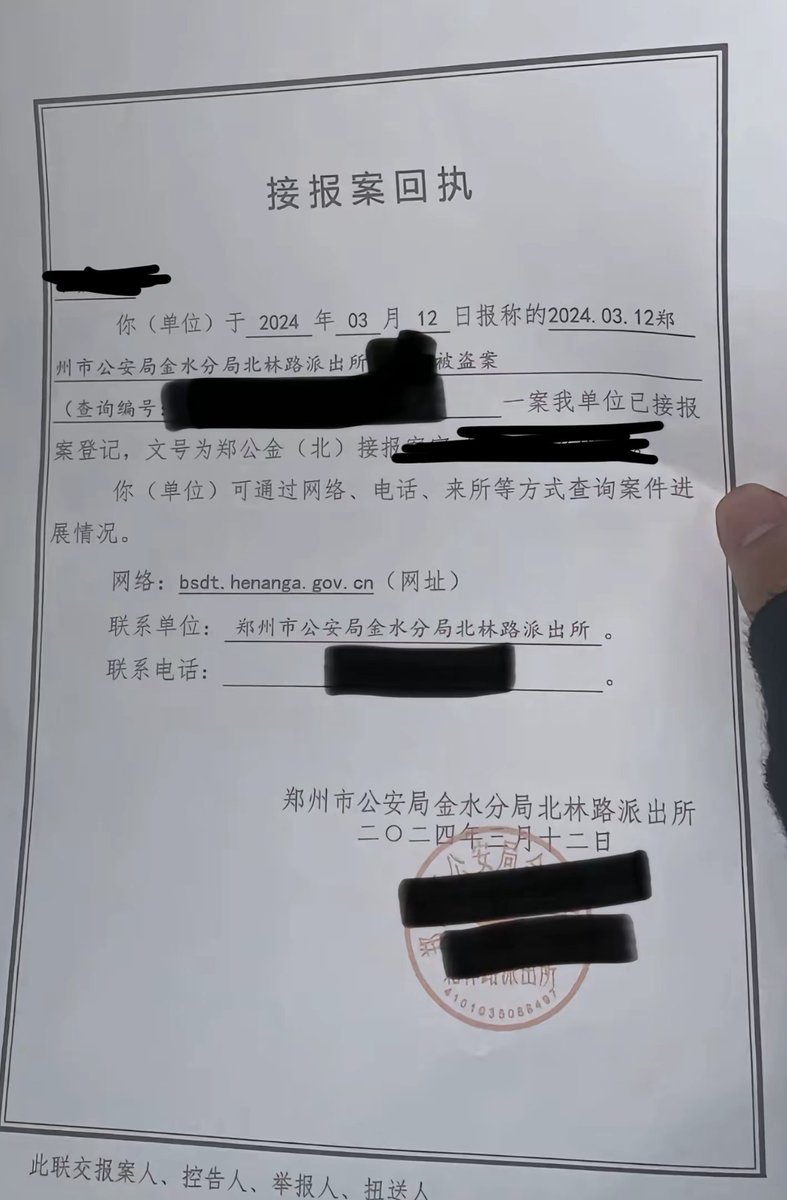 接报案回执
你（单位）于 2024 年 03 月 12 日报称的2024.03.12郑
州市公安局金水分局北林路派出所 被盗案
（查询编号: 一案我单位已接报
案登记，文号为郑公金（北）接报案
你（单位）可通过网络、电话、来所等方式查询案件进
展情况。
网络：bsdt.henanga.gov.cn（网址）
联系单位： 郑州市公安局金水分局北林路派出所 。
联系电话： 。
郑州市公安局金水分局北林路派出所
二〇二四年三月十二日
郑 公安局金
北林路派出所
此联交报案人、控告人、举报人、扭送人